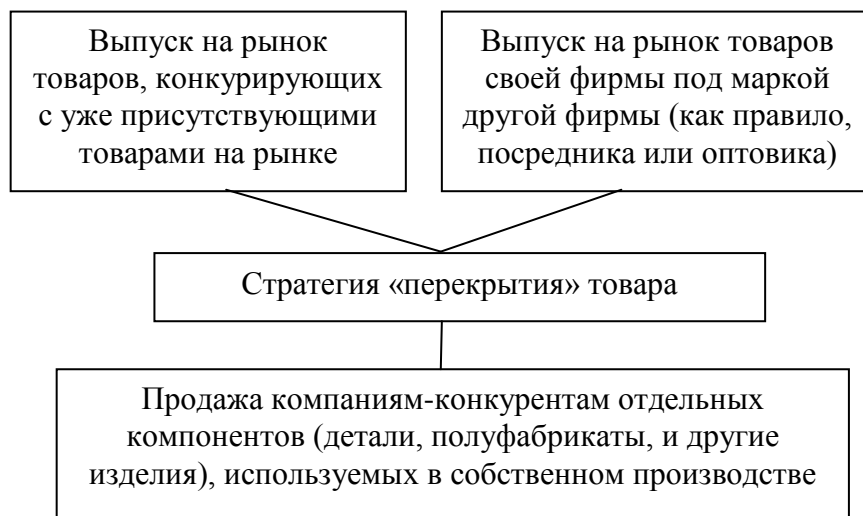 Выпуск на рынок
товаров, конкурирующих
с уже присутствующими
товарами на рынке
Выпуск на рынок товаров
своей фирмы под маркой
другой фирмы (как правило,
посредника или оптовика)
Стратегия «перекрытия» товара
Продажа компаниям-конкурентам отдельных
компонентов (детали, полуфабрикаты, и другие
изделия), используемых в собственном производстве